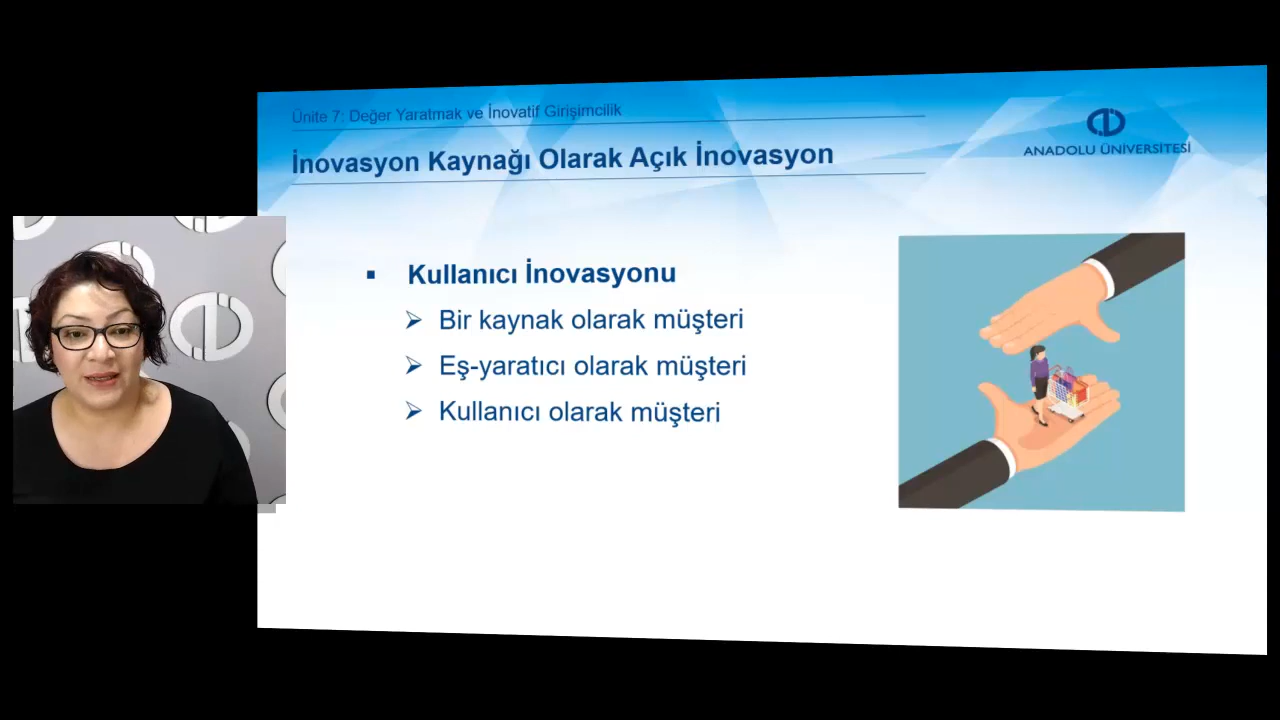 Ünite 7: Değer Yaratmak ve İnovatif Girişimcilik
İnovasyon Kaynağı Olarak Açık İnovasyon
ANADOLU ÜNİVERSİTESİ
▪ Kullanıcı İnovasyonu
➢ Bir kaynak olarak müşteri
➢ Eş-yaratıcı olarak müşteri
➢ Kullanıcı olarak müşteri